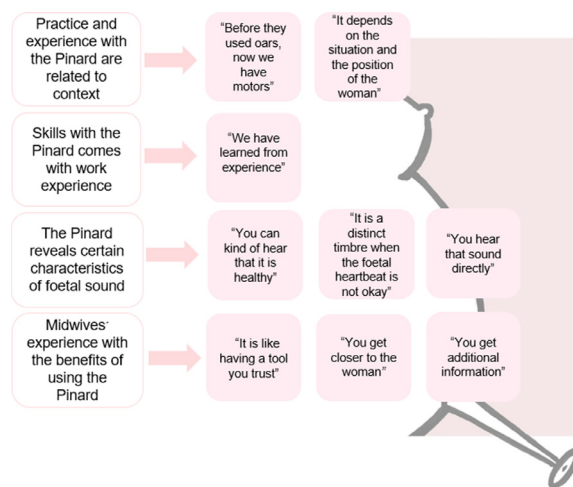 Practice and
experience with
the Pinard are
related to
context
“Before they
used oars,
now we
have
motors”
“It depends
on the
situation and
the position
of the
woman”
Skills with the
Pinard comes
with work
experience
“We have
learned from
experience”
The Pinard
reveals certain
characteristics
of foetal sound
“You can
kind of hear
that it is
healthy”
“It is a
distinct
timbre when
the foetal
heartbeat is
not okay”
“You hear
that sound
directly”
Midwives´
experience with
the benefits of
using the
Pinard
“It is like
having a tool
you trust”
“You get
closer to the
woman”
“You get
additional
information”